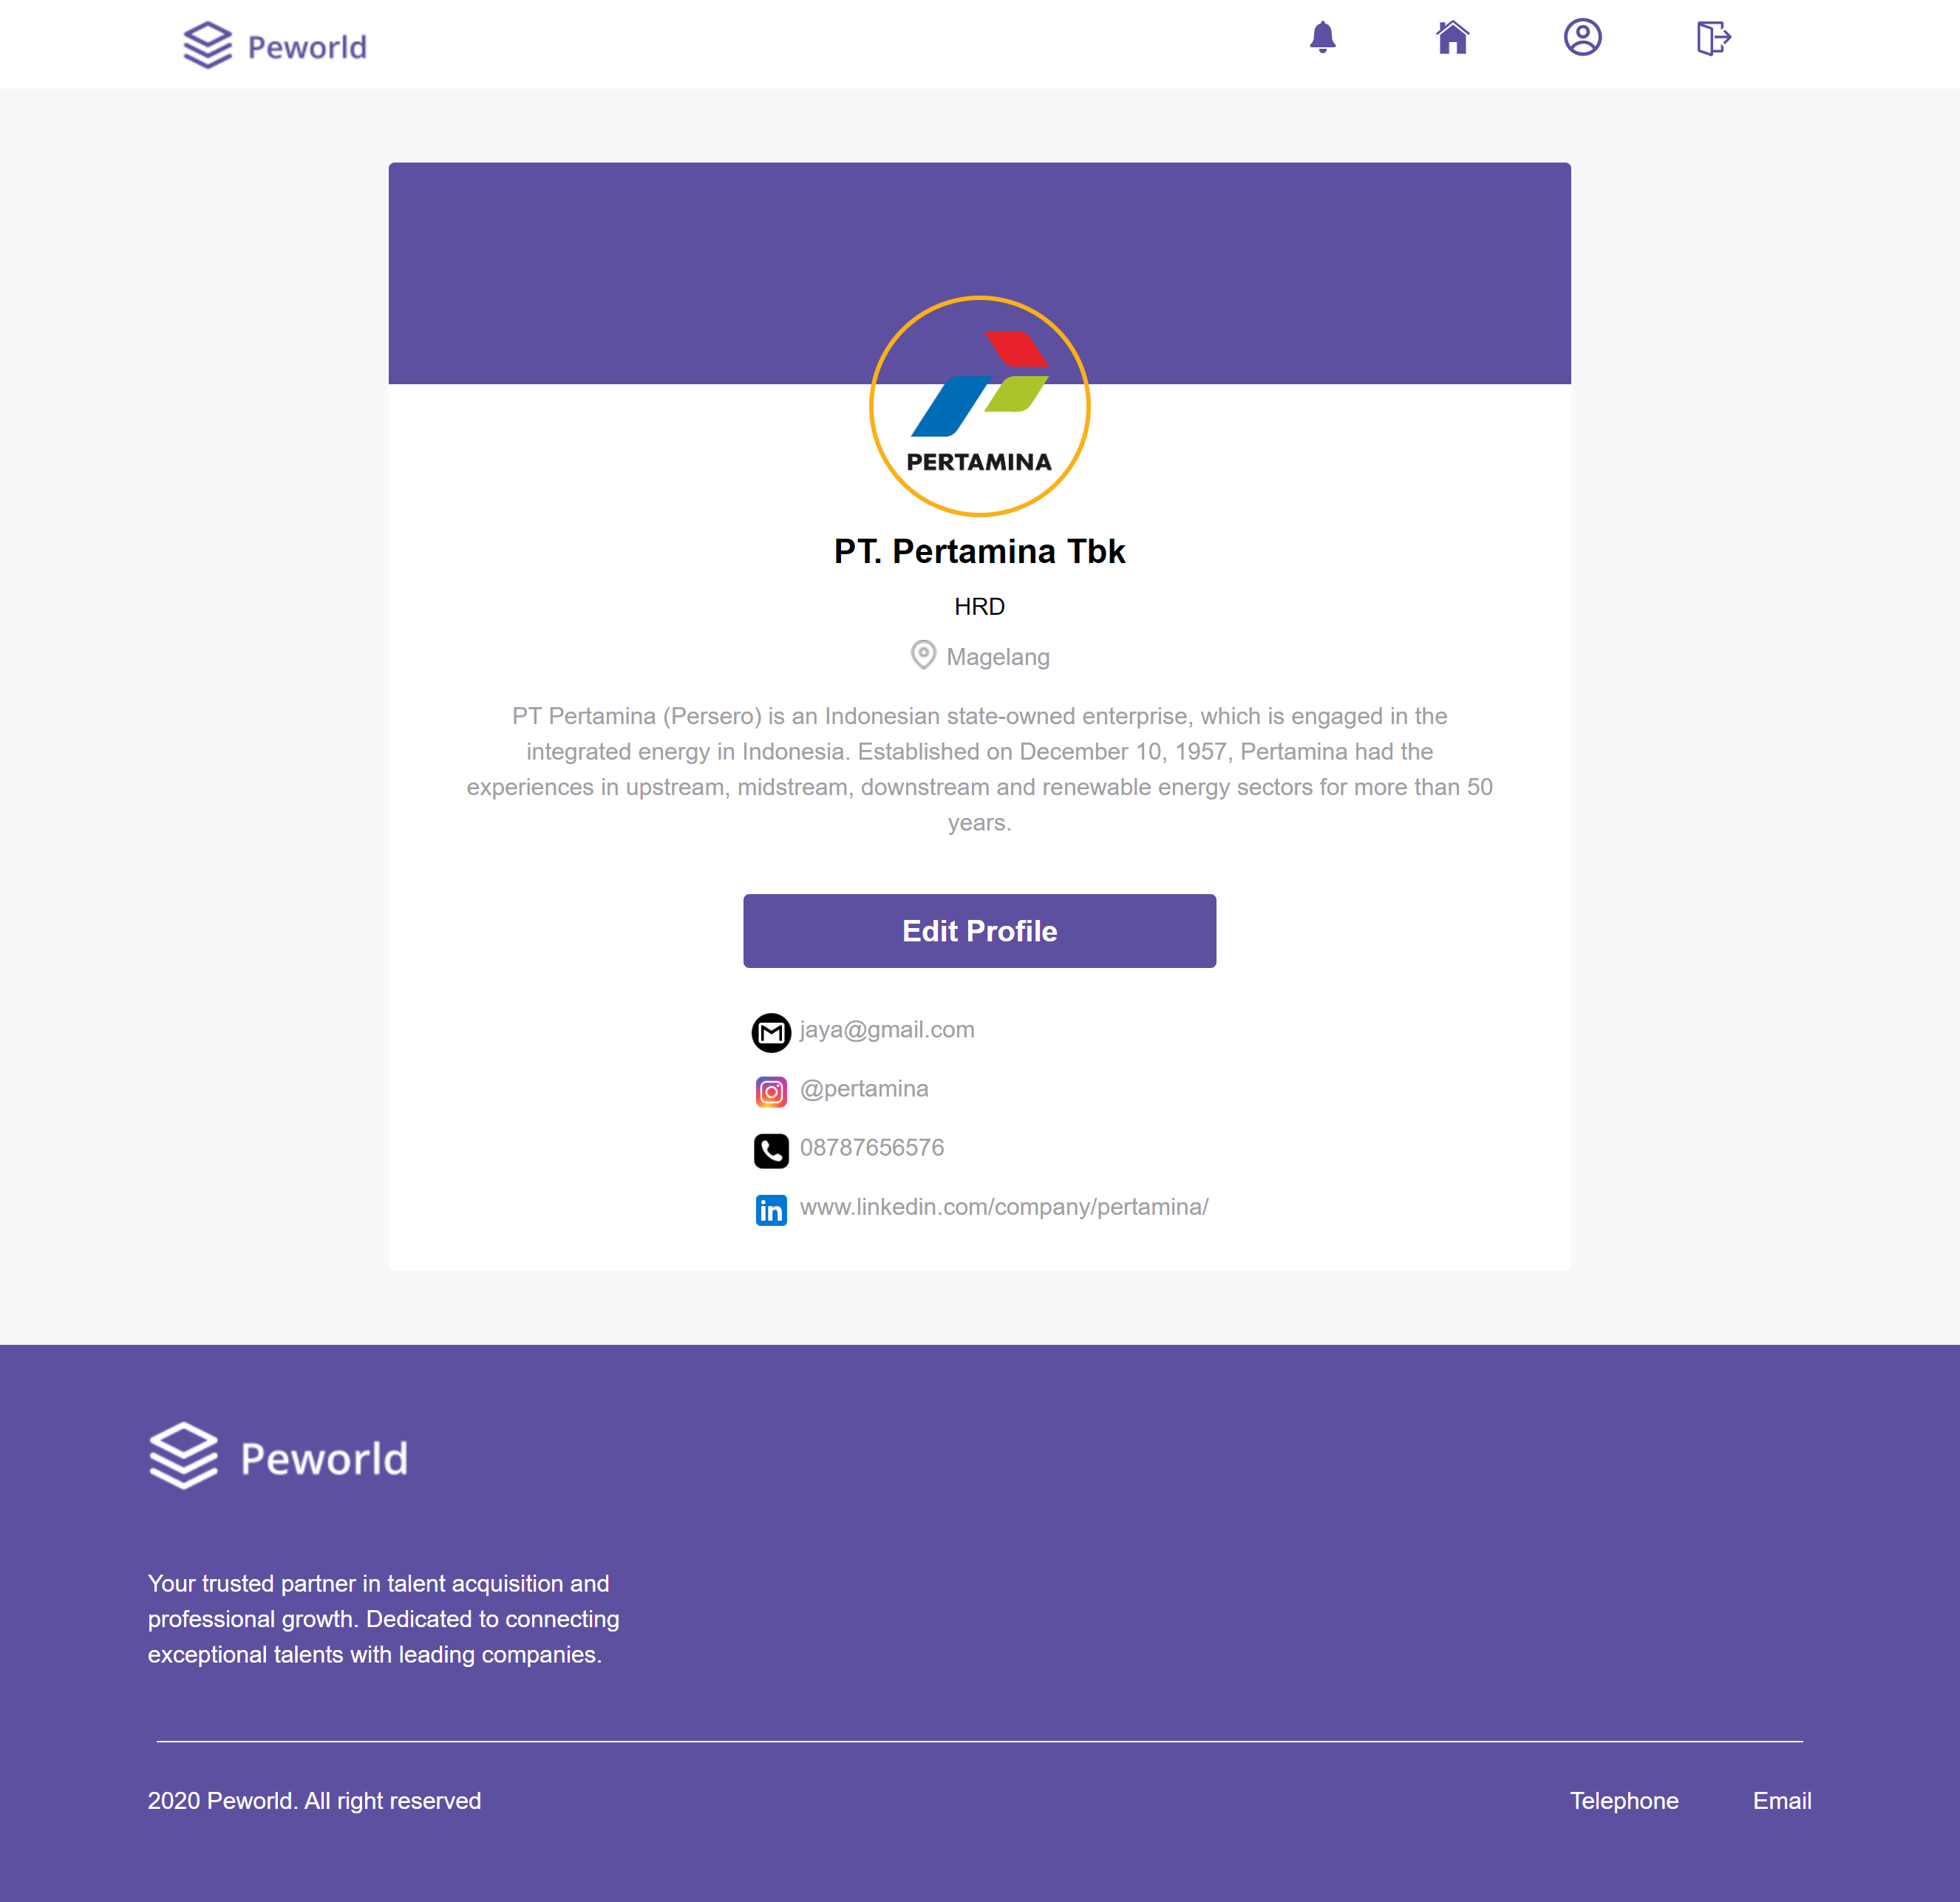 Peworld
PERTAMINA
PT. Pertamina Tbk
HRD
Magelang
PT Pertamina (Persero) is an Indonesian state-owned enterprise, which is engaged in the
integrated energy in Indonesia. Established on December 10, 1957, Pertamina had the
experiences in upstream, midstream, downstream and renewable energy sectors for more than 50
years.
Edit Profile
jaya@gmail.com
@pertamina
08787656576
www.linkedin.com/company/pertamina/
Peworld
Your trusted partner in talent acquisition and
professional growth. Dedicated to connecting
exceptional talents with leading companies.
2020 Peworld. All right reserved
Telephone
Email